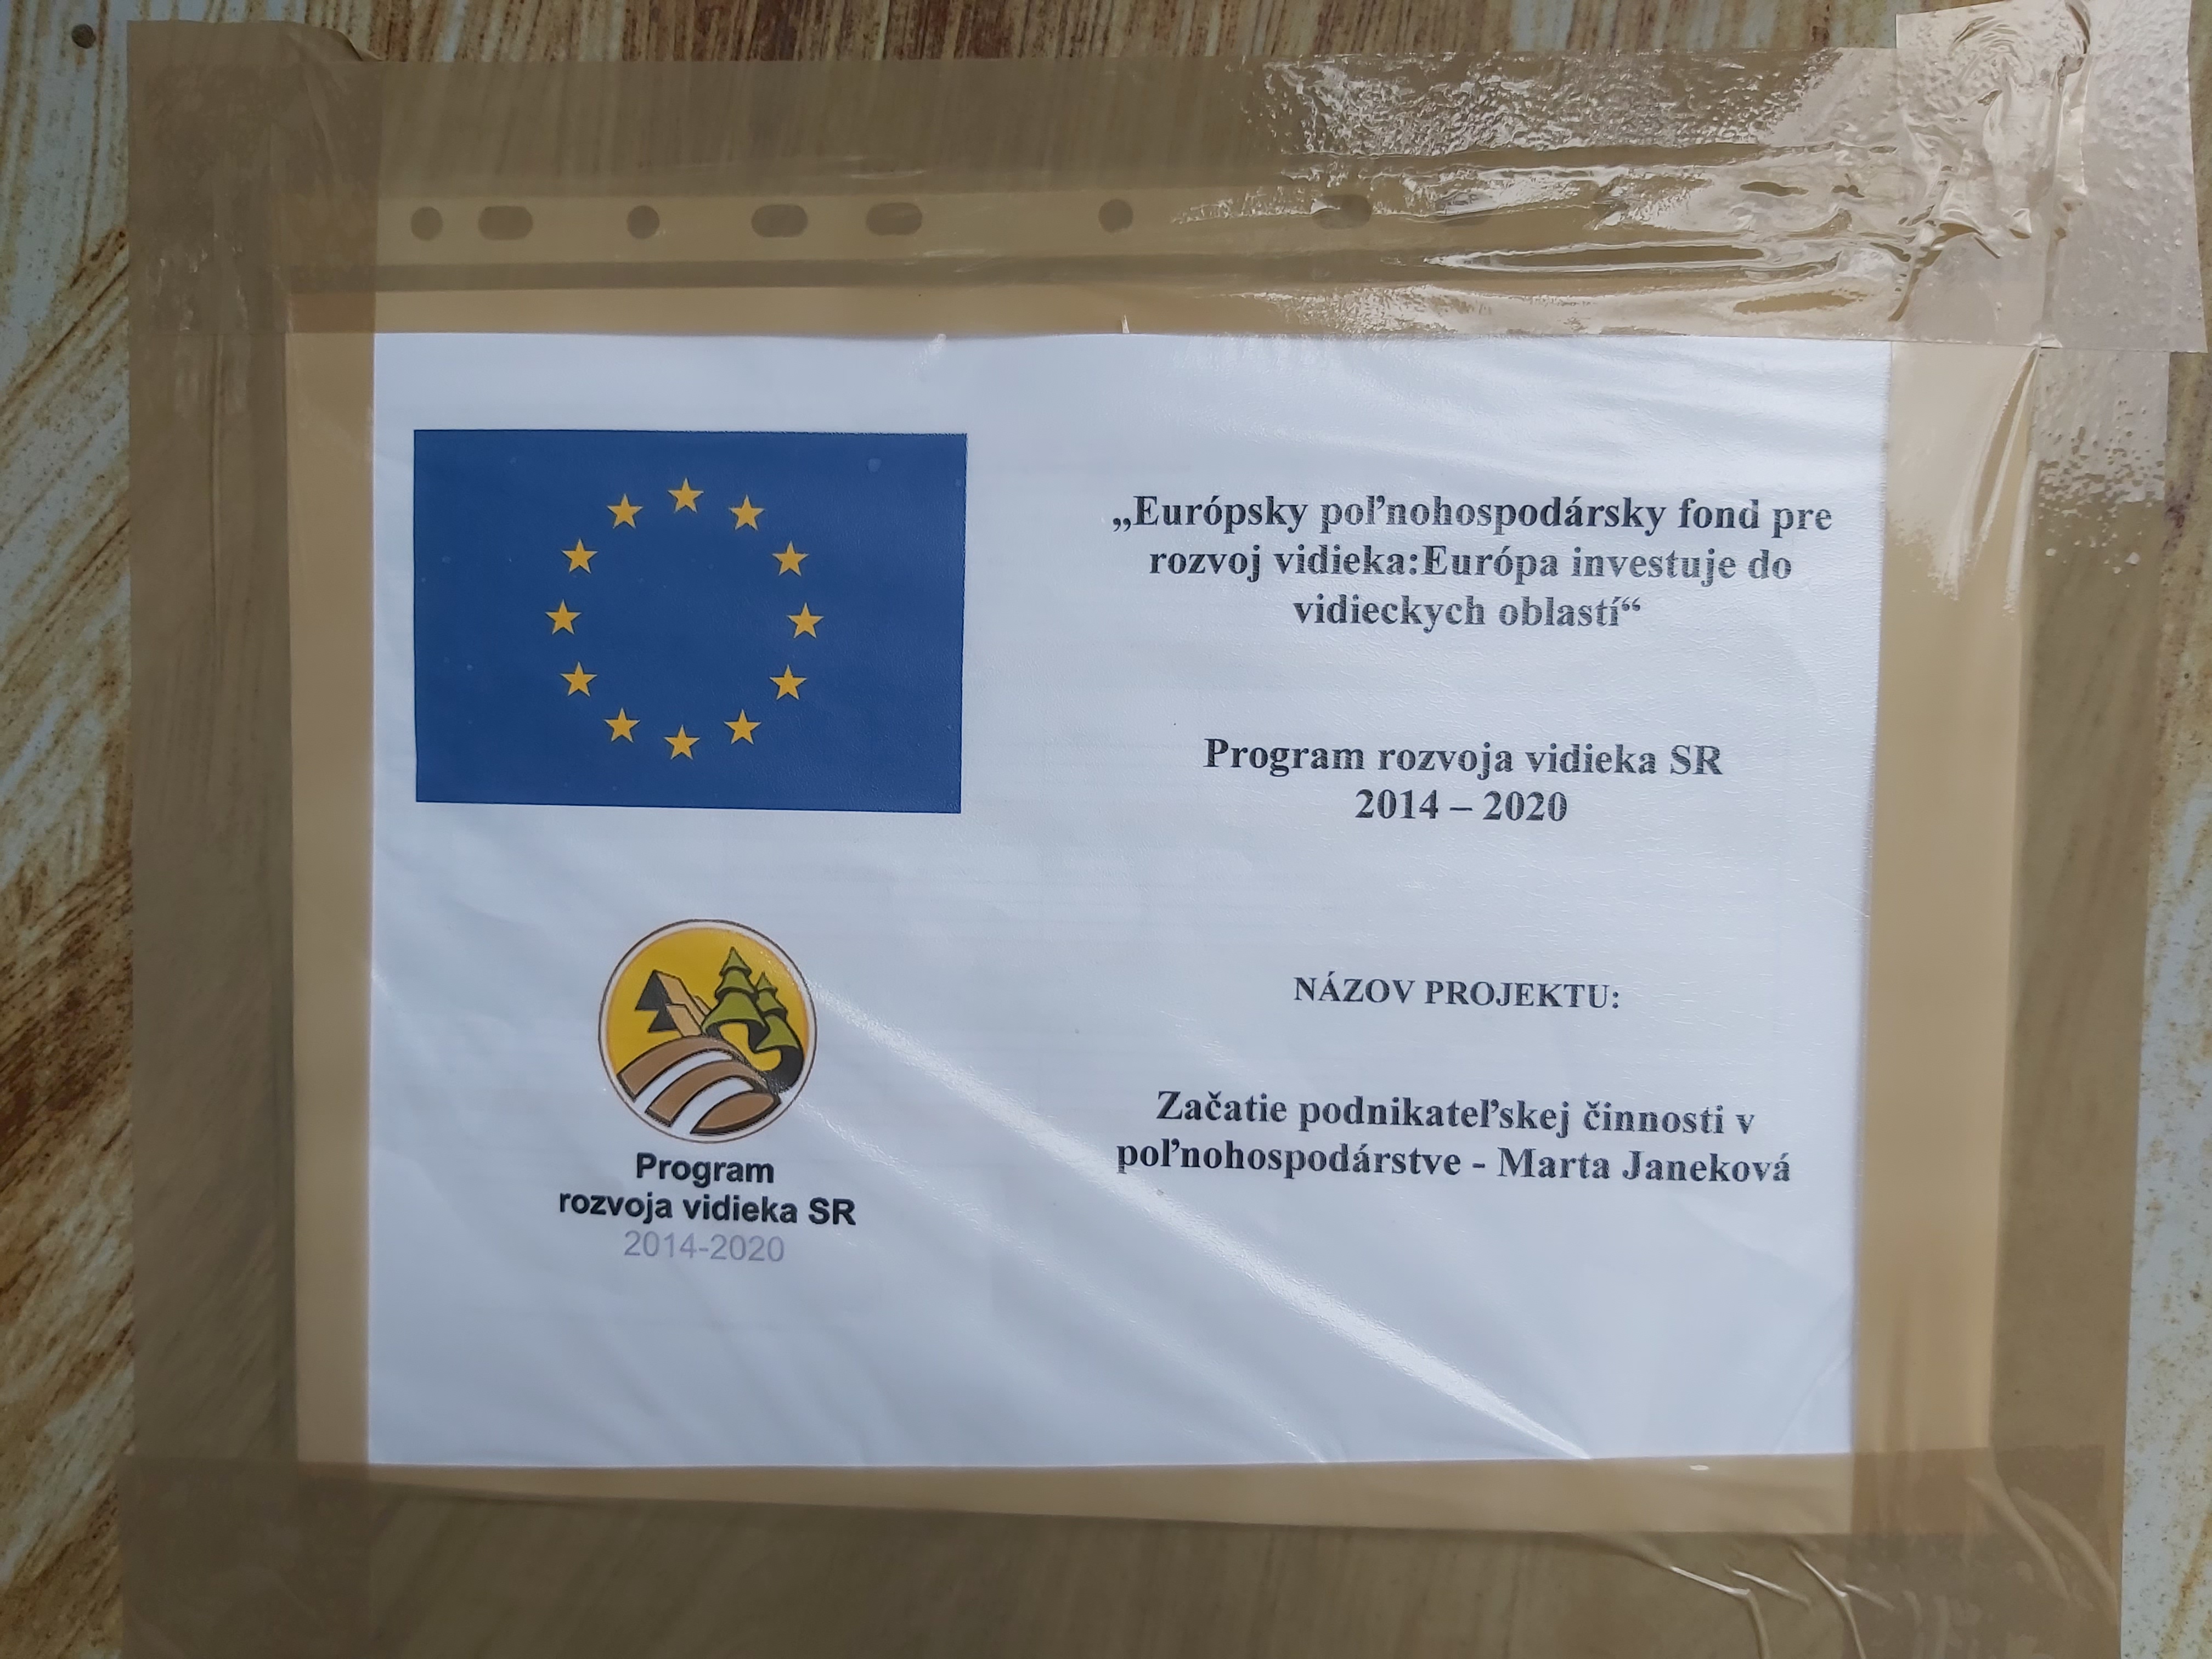 „Európsky poľnohospodársky fond pre
rozvoj vidieka:Európa investuje do
vidieckych oblastí“
Program rozvoja vidieka SR
2014 – 2020
NÁZOV PROJEKTU:
Začatie podnikateľskej činnosti v
poľnohospodárstve - Marta Janeková
Program
rozvoja vidieka SR
2014-2020